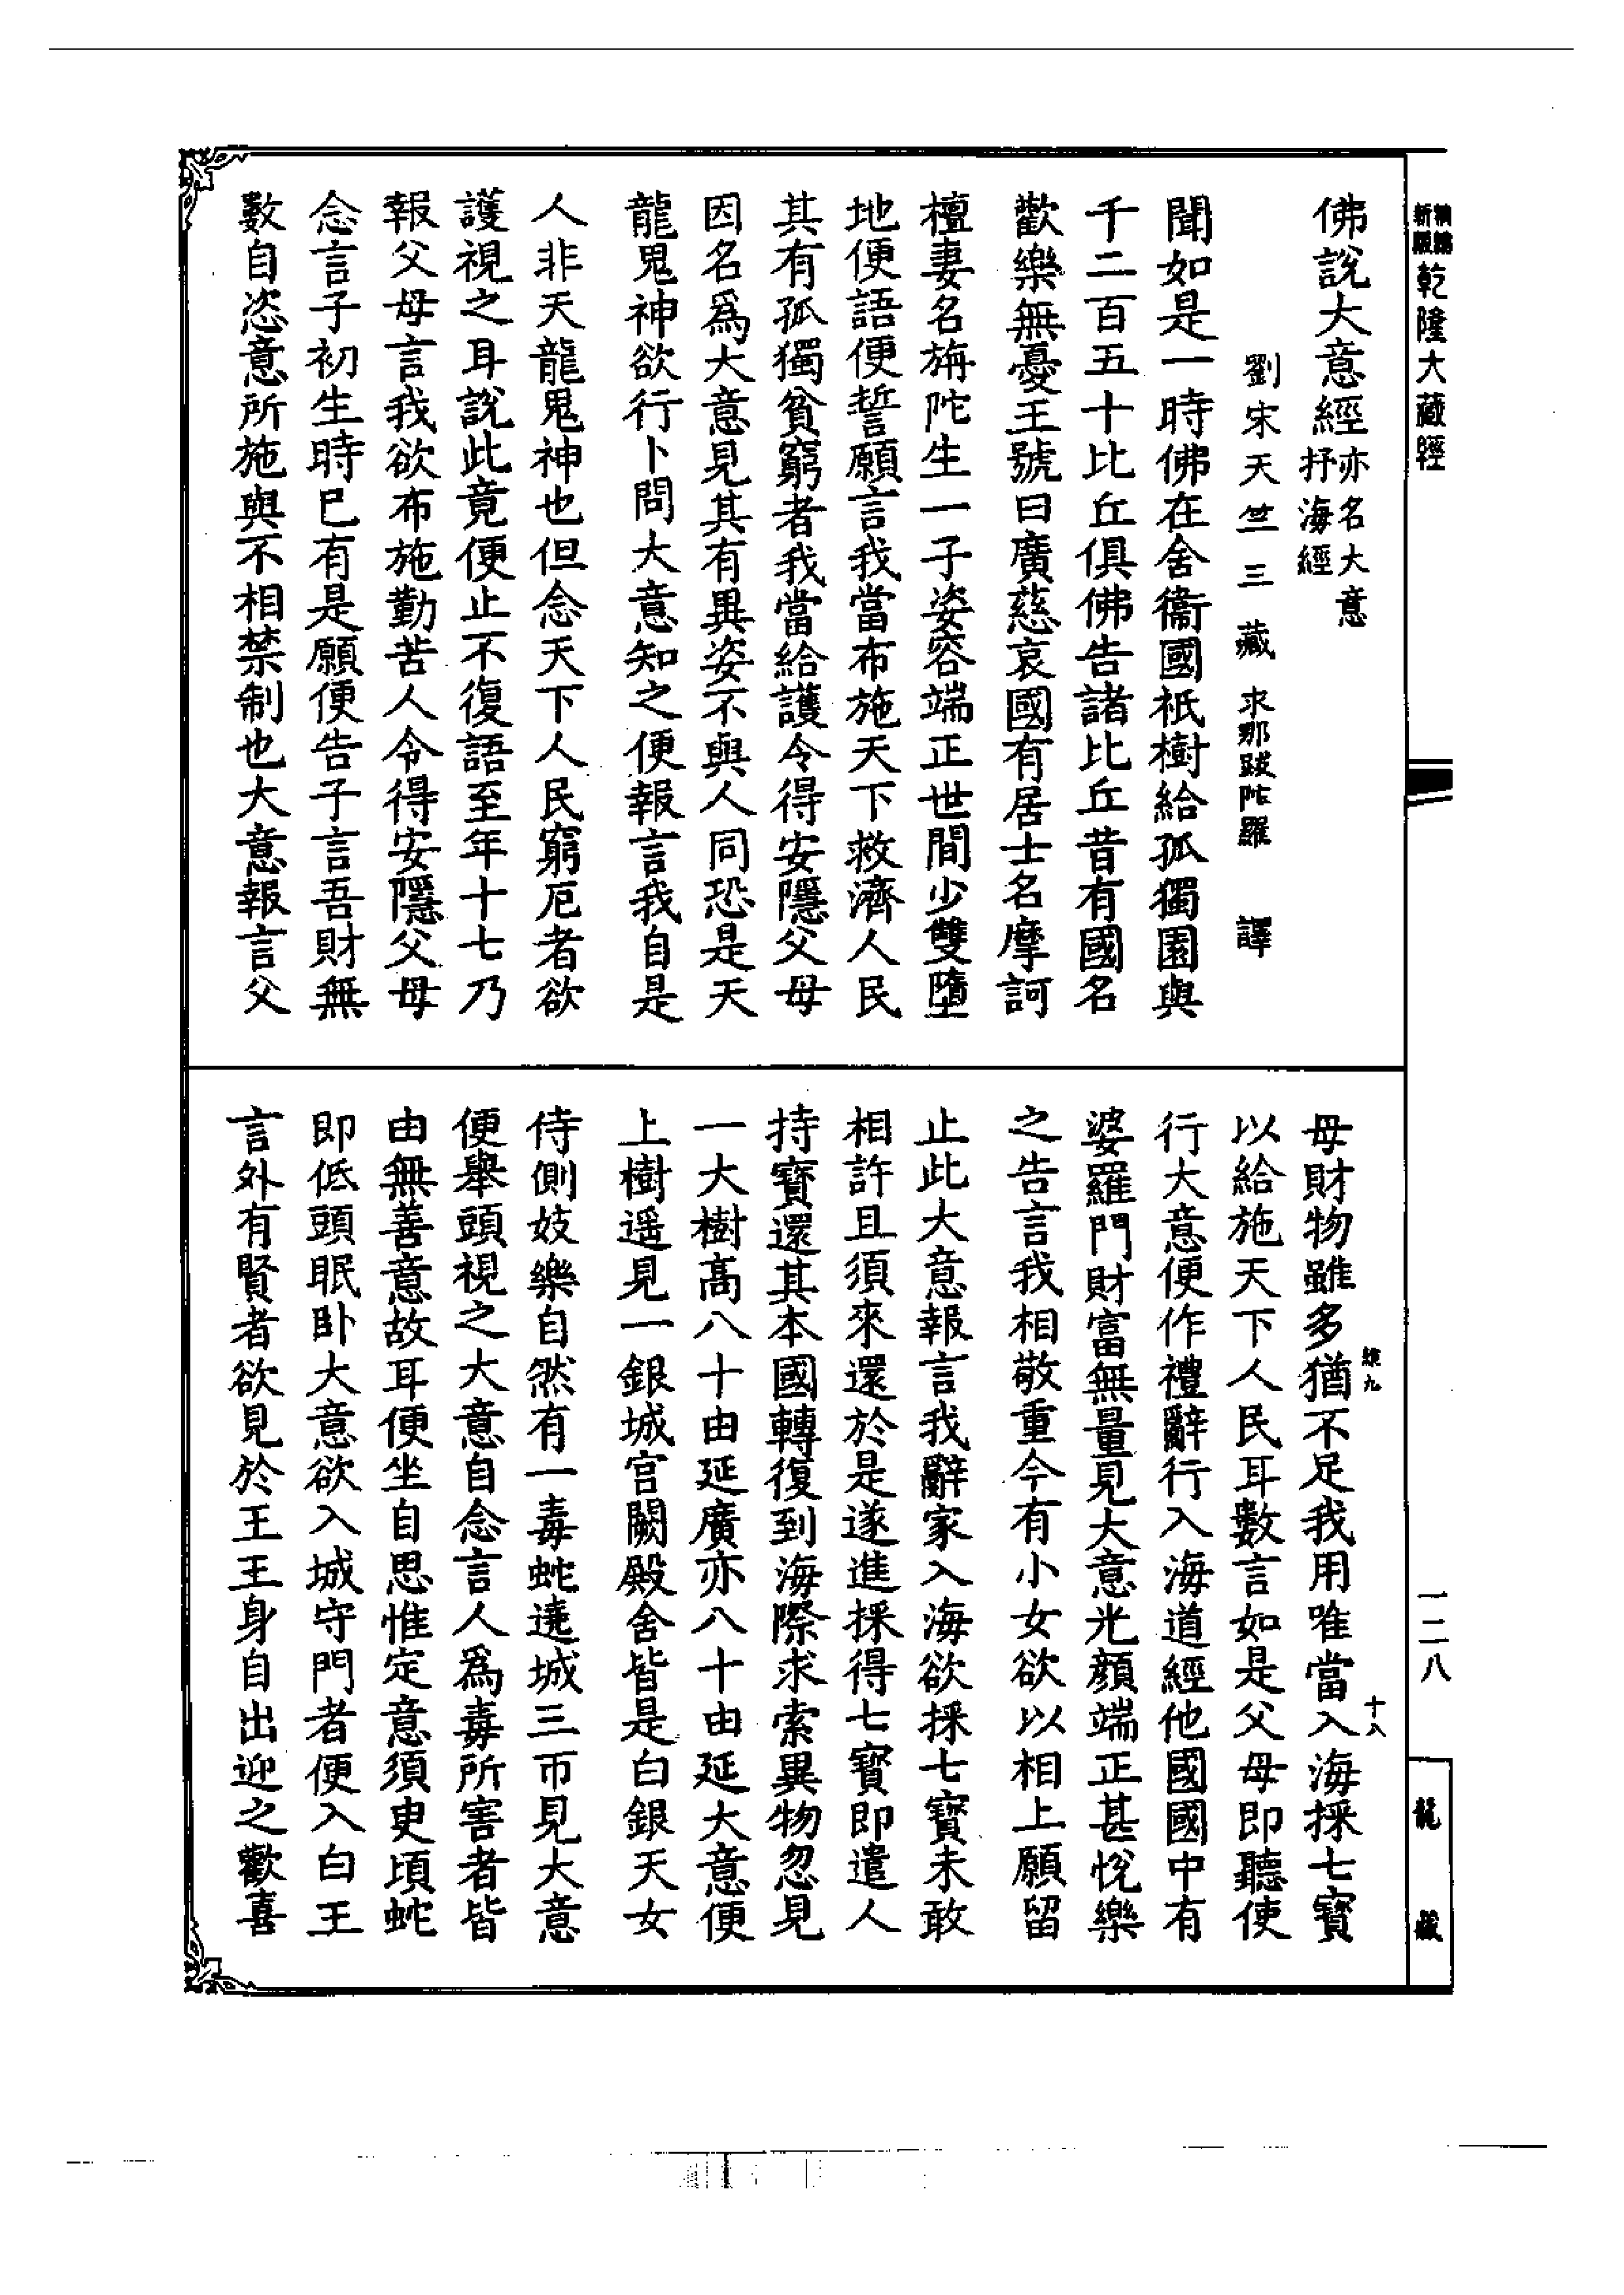 乾隆大藏經
佛說大意經亦名大意
抒海經
劉宋天竺三藏求那跋陀羅 譯
聞如是一時佛在舍衞國祇樹給孤獨園與
千二百五十比丘俱佛告諸比丘昔有國名
歡樂無憂王號曰廣慈哀國有居士名摩訶
檀妻名旃陀生一子姿容端正世間少雙墮
地便語便誓願言我當布施天下救濟人民
其有孤獨貧窮者我當給護令得安隱父母
因名爲大意見其有異姿不與人同恐是天
龍鬼神欲行卜問大意知之便報言我自是
人非天龍鬼神也但念天下人民窮厄者欲
護視之耳說此竟便止不復語至年十七乃
報父母言我欲布施勤苦人令得安隱父母
念言子初生時巳有是願便告子言吾財無
數自恣意所施與不相禁制也大意報言父
母財物雖多猶不足我用唯當入海採七寶
以給施天下人民耳數言如是父母即聽使
行大意便作禮辭行入海道經他國國中有
婆羅門財富無量見大意光顏端正甚悅樂
之告言我相敬重今有小女欲以相上願留
止此大意報言我辭家入海欲採七寶未敢
相許且須來還於是遂進採得七寶即遣人
持寶還其本國轉復到海際求索異物忽見
一大樹高八十由延廣亦八十由延大意便
上樹遥見一銀城宮闕殿舍皆是白銀天女
侍側妓樂自然有一毒蛇遶城三帀見大意
便舉頭視之大意自念言人爲毒所害者皆
由無善意故耳便坐自思惟定意須臾頃蛇
即低頭眠卧大意欲入城守門者便入白王
言外有賢者欲見於王王身自出迎之歡喜
十八
一二八
龍藏